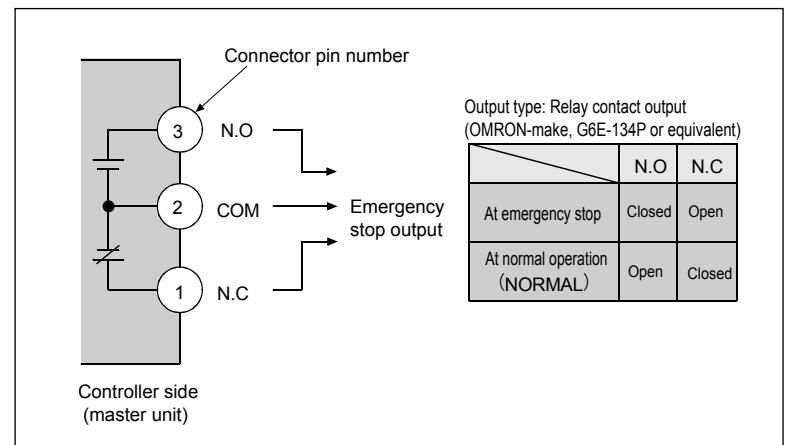 Connector pin number
3 N.O
2 COM
1 N.C
Emergency
stop output
Controller side
(master unit)
Output type: Relay contact output
(OMRON-make, G6E-134P or equivalent)
N.O N.C
At emergency stop Closed Open
At normal operation
(NORMAL) Open Closed